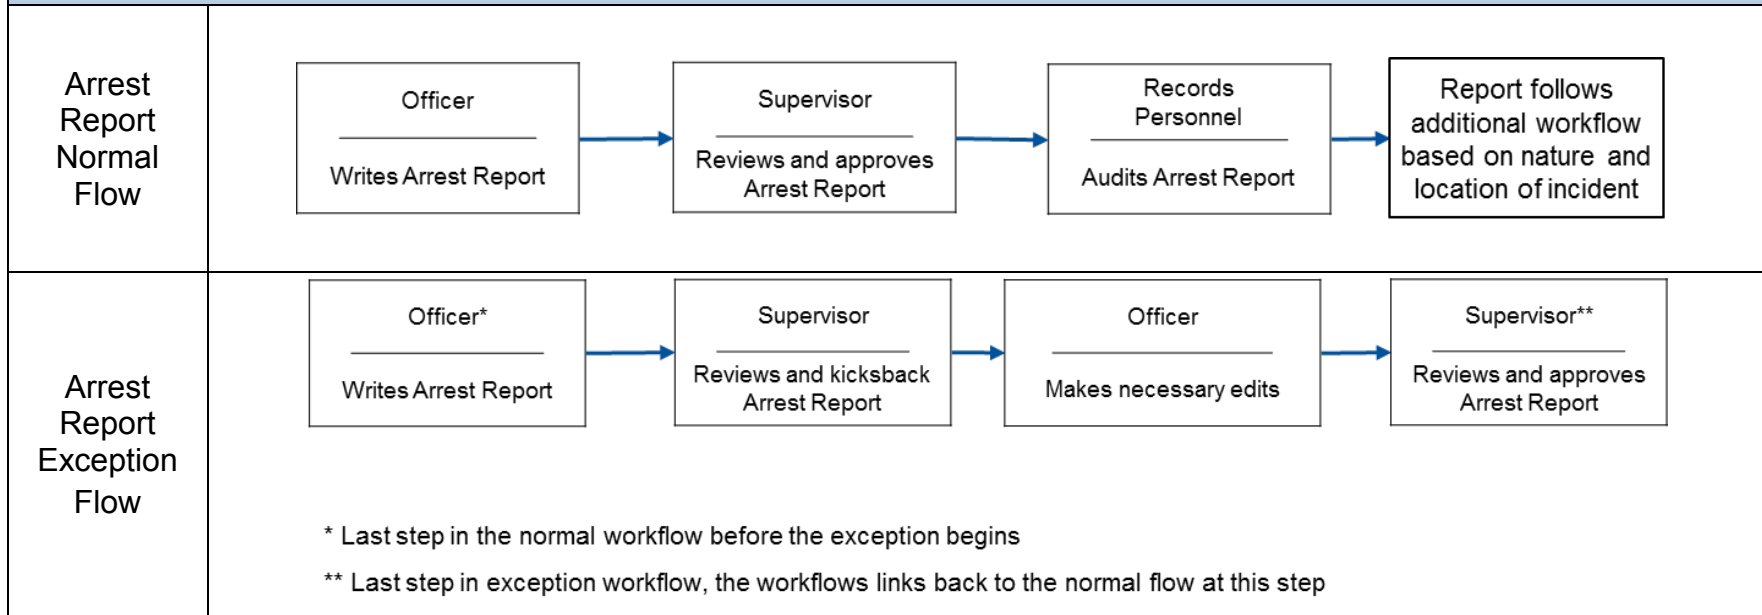 Arrest
Report
Normal
Flow
Officer
Writes Arrest Report
Supervisor
Reviews and approves
Arrest Report
Records
Personnel
Audits Arrest Report
Report follows
additional workflow
based on nature and
location of incident
Arrest
Report
Exception
Flow
Officer*
Writes Arrest Report
Supervisor
Reviews and kicksback
Arrest Report
Officer
Makes necessary edits
Supervisor**
Reviews and approves
Arrest Report
* Last step in the normal workflow before the exception begins
** Last step in exception workflow, the workflows links back to the normal flow at this step